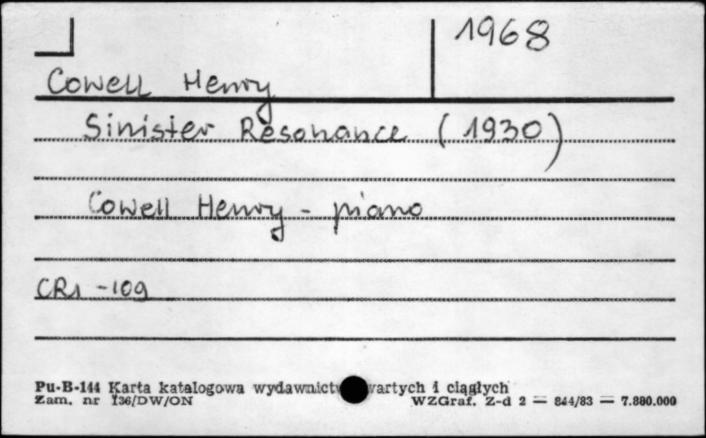 1968
Cowell Henry
Sinister Resonance (1930)
Cowell Henry - piano
CR1 -109
Pu-B-144 Karta katalogowa wydawnictw zwartych i ciągłych
Zam. nr 136/DW/ON WZGraf. Z-d 2 — 844/83 — 7.880.000